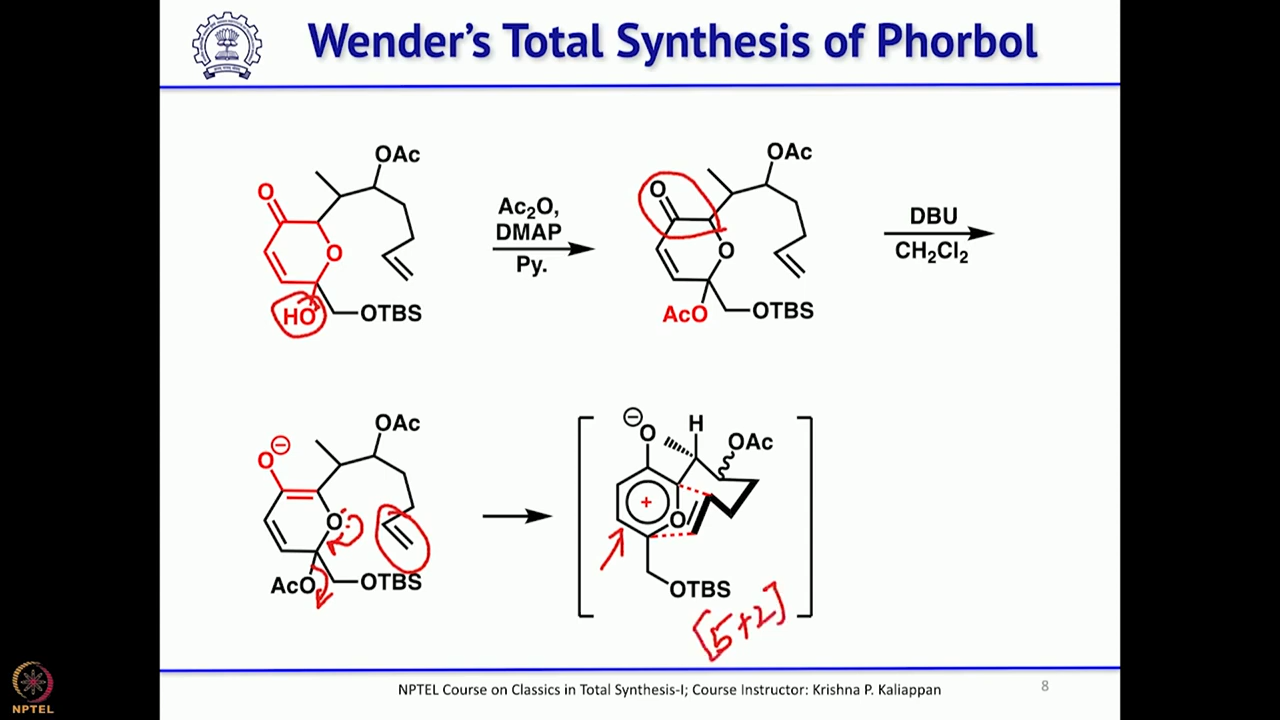 Wender's Total Synthesis of Phorbol
OAc
O
O
HO
OTBS
Ac₂O,
DMAP
Py.
OAc
O
O
AcO
OTBS
DBU
CH₂Cl₂
OAc
O⊖
O
AcO
OTBS
⊖
O
H
OAc
+
O
OTBS
[5+2]
NPTEL
NPTEL Course on Classics in Total Synthesis-I; Course Instructor: Krishna P. Kaliappan
8